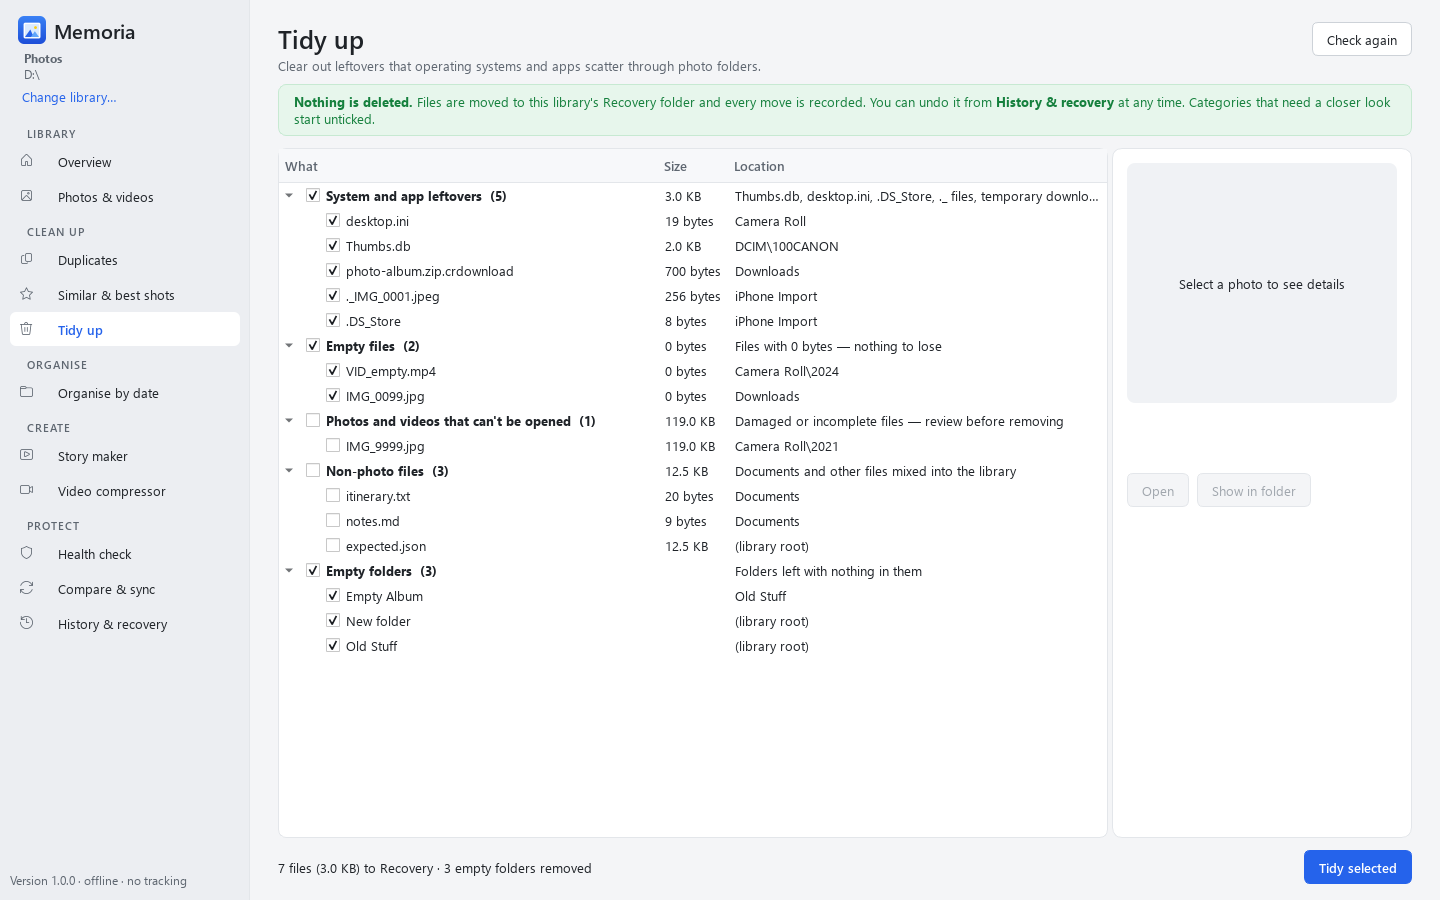 Memoria
Photos
D:\
Change library...
LIBRARY
Overview
Photos & videos
CLEAN UP
Duplicates
Similar & best shots
Tidy up
ORGANISE
Organise by date
CREATE
Story maker
Video compressor
PROTECT
Health check
Compare & sync
History & recovery
Version 1.0.0 · offline · no tracking
Tidy up
Check again
Clear out leftovers that operating systems and apps scatter through photo folders.
Nothing is deleted. Files are moved to this library's Recovery folder and every move is recorded. You can undo it from History & recovery at any time. Categories that need a closer look
start unticked.
What Size Location
System and app leftovers (5) 3.0 KB Thumbs.db, desktop.ini, .DS_Store, ._ files, temporary downlo...
desktop.ini 19 bytes Camera Roll
Thumbs.db 2.0 KB DCIM\100CANON
photo-album.zip.crdownload 700 bytes Downloads
._IMG_0001.jpeg 256 bytes iPhone Import
.DS_Store 8 bytes iPhone Import
Empty files (2) 0 bytes Files with 0 bytes — nothing to lose
VID_empty.mp4 0 bytes Camera Roll\2024
IMG_0099.jpg 0 bytes Downloads
Photos and videos that can't be opened (1) 119.0 KB Damaged or incomplete files — review before removing
IMG_9999.jpg 119.0 KB Camera Roll\2021
Non-photo files (3) 12.5 KB Documents and other files mixed into the library
itinerary.txt 20 bytes Documents
notes.md 9 bytes Documents
expected.json 12.5 KB (library root)
Empty folders (3) Folders left with nothing in them
Empty Album Old Stuff
New folder (library root)
Old Stuff (library root)
Select a photo to see details
Open Show in folder
7 files (3.0 KB) to Recovery · 3 empty folders removed
Tidy selected